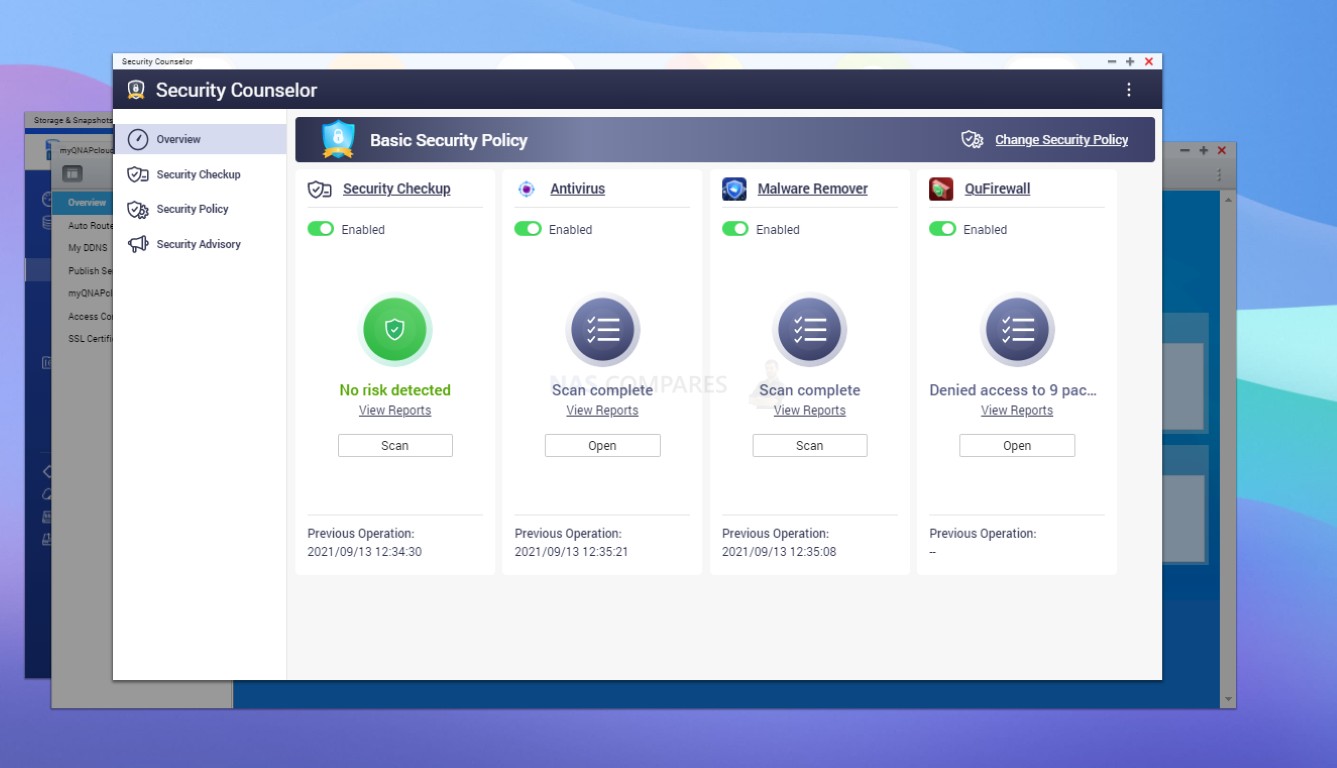 Security Counselor
Security Counselor
Storage & Snapshots
myQNAPcloud
Overview
Auto Route
My DDNS
Publish Se
myQNAPcl
Access Co
SSL Certifi
Overview
Security Checkup
Security Policy
Security Advisory
Basic Security Policy
Change Security Policy
Security Checkup
Enabled
No risk detected
View Reports
Scan
Previous Operation:
2021/09/13 12:34:30
Antivirus
Enabled
Scan complete
View Reports
Open
Previous Operation:
2021/09/13 12:35:21
Malware Remover
Enabled
Scan complete
View Reports
Scan
Previous Operation:
2021/09/13 12:35:08
QuFirewall
Enabled
Denied access to 9 pac...
View Reports
Open
Previous Operation:
--
NAS COMPARES